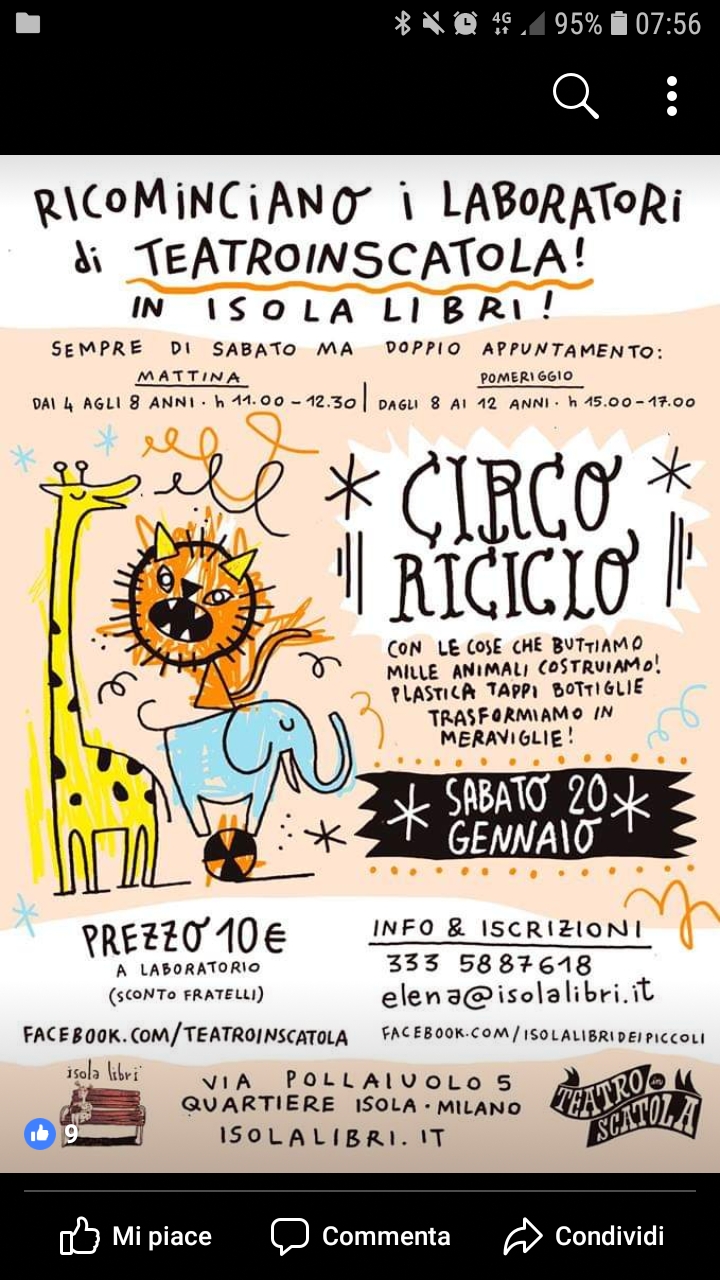 4G 95% 07:56
RICOMINCIANO i LABORATORI
di TEATROINSCATOLA!
IN ISOLA LIBRI!
SEMPRE DI SABATO MA DOPPIO APPUNTAMENTO:
MATTINA
DAI 4 AGLI 8 ANNI · h 11.00 - 12.30
POMERIGGIO
DAGLI 8 AI 12 ANNI · h 15.00 - 17.00
CIRCO
RICICLO
CON LE COSE CHE BUTTIAMO
MILLE ANIMALI COSTRUIAMO!
PLASTICA TAPPI BOTTIGLIE
TRASFORMIAMO IN
MERAVIGLIE!
SABATO 20
GENNAIO
PREZZO 10 €
A LABORATORIO
(SCONTO FRATELLI)
FACEBOOK.COM/TEATROINSCATOLA
INFO & ISCRIZIONI
333 5887618
elena@isolalibri.it
FACEBOOK.COM/ISOLALIBRIDEIPICCOLI
isola libri
VIA POLLAIUOLO 5
QUARTIERE ISOLA · MILANO
ISOLALIBRI.IT
TEATRO in
SCATOLA
9
Mi piace Commenta Condividi